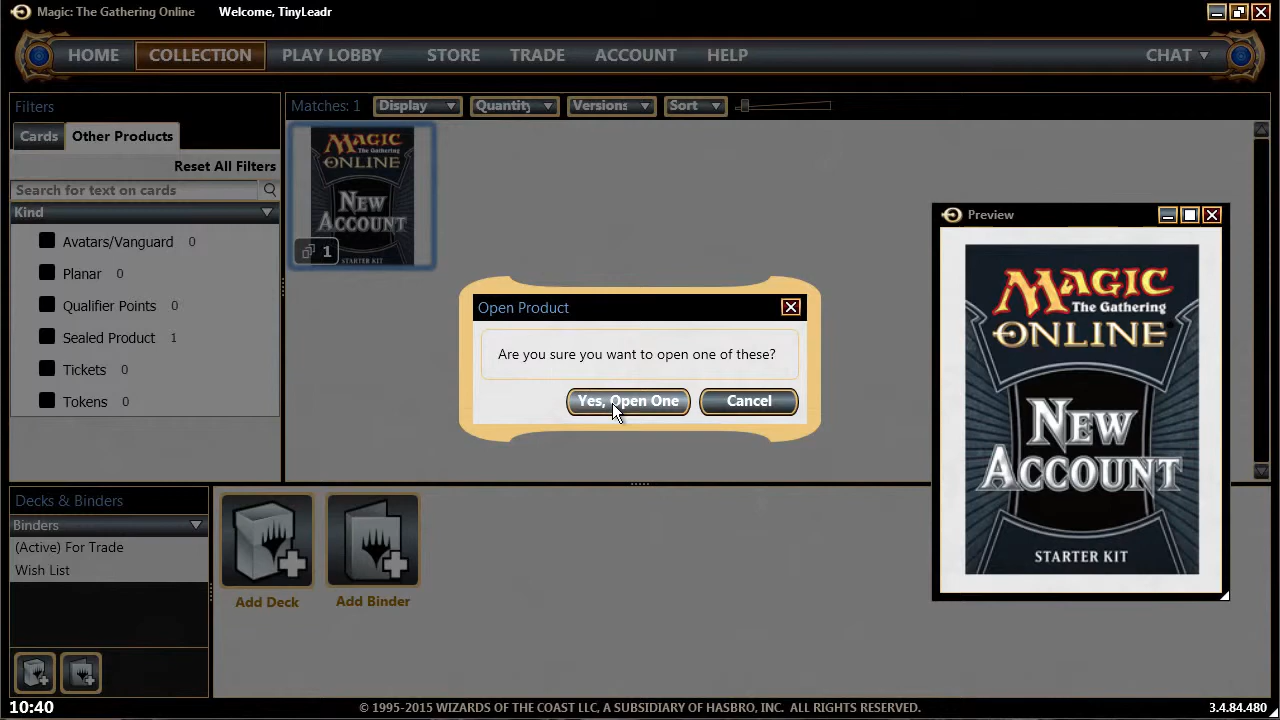 Magic: The Gathering Online
Welcome, TinyLeadr
HOME
COLLECTION
PLAY LOBBY
STORE
TRADE
ACCOUNT
HELP
CHAT
Filters
Cards
Other Products
Reset All Filters
Search for text on cards
Kind
Avatars/Vanguard 0
Planar 0
Qualifier Points 0
Sealed Product 1
Tickets 0
Tokens 0
Matches: 1
Display
Quantity
Versions
Sort
MAGIC
The Gathering
ONLINE
NEW
ACCOUNT
STARTER KIT
1
Open Product
Are you sure you want to open one of these?
Yes, Open One
Cancel
Preview
MAGIC
The Gathering
ONLINE
NEW
ACCOUNT
STARTER KIT
Decks & Binders
Binders
(Active) For Trade
Wish List
Add Deck
Add Binder
10:40
© 1995-2015 WIZARDS OF THE COAST LLC, A SUBSIDIARY OF HASBRO, INC. ALL RIGHTS RESERVED.
3.4.84.480